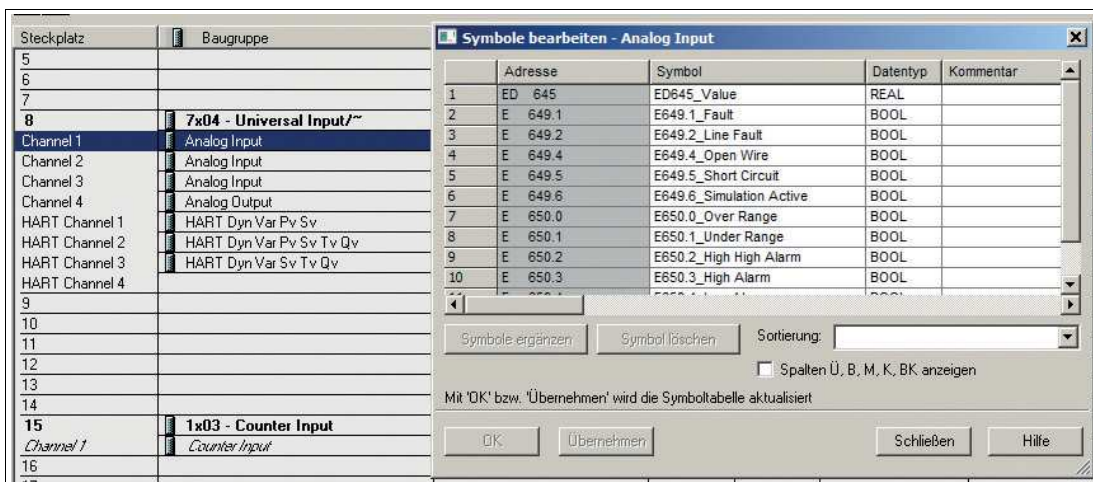 Steckplatz Baugruppe
5
6
7
8 7x04 - Universal Input/~
Channel 1 Analog Input
Channel 2 Analog Input
Channel 3 Analog Input
Channel 4 Analog Output
HART Channel 1 HART Dyn Var Pv Sv
HART Channel 2 HART Dyn Var Pv Sv Tv Qv
HART Channel 3 HART Dyn Var Sv Tv Qv
HART Channel 4
9
10
11
12
13
14
15 1x03 - Counter Input
Channel 1 Counter Input
16
Symbole bearbeiten - Analog Input
Adresse Symbol Datentyp Kommentar
1 ED 645 ED645_Value REAL
2 E 649.1 E649.1_Fault BOOL
3 E 649.2 E649.2_Line Fault BOOL
4 E 649.4 E649.4_Open Wire BOOL
5 E 649.5 E649.5_Short Circuit BOOL
6 E 649.6 E649.6_Simulation Active BOOL
7 E 650.0 E650.0_Over Range BOOL
8 E 650.1 E650.1_Under Range BOOL
9 E 650.2 E650.2_High High Alarm BOOL
10 E 650.3 E650.3_High Alarm BOOL
Symbole ergänzen Symbol löschen Sortierung:
Spalten Ü, B, M, K, BK anzeigen
Mit 'OK' bzw. 'Übernehmen' wird die Symboltabelle aktualisiert
OK Übernehmen Schließen Hilfe